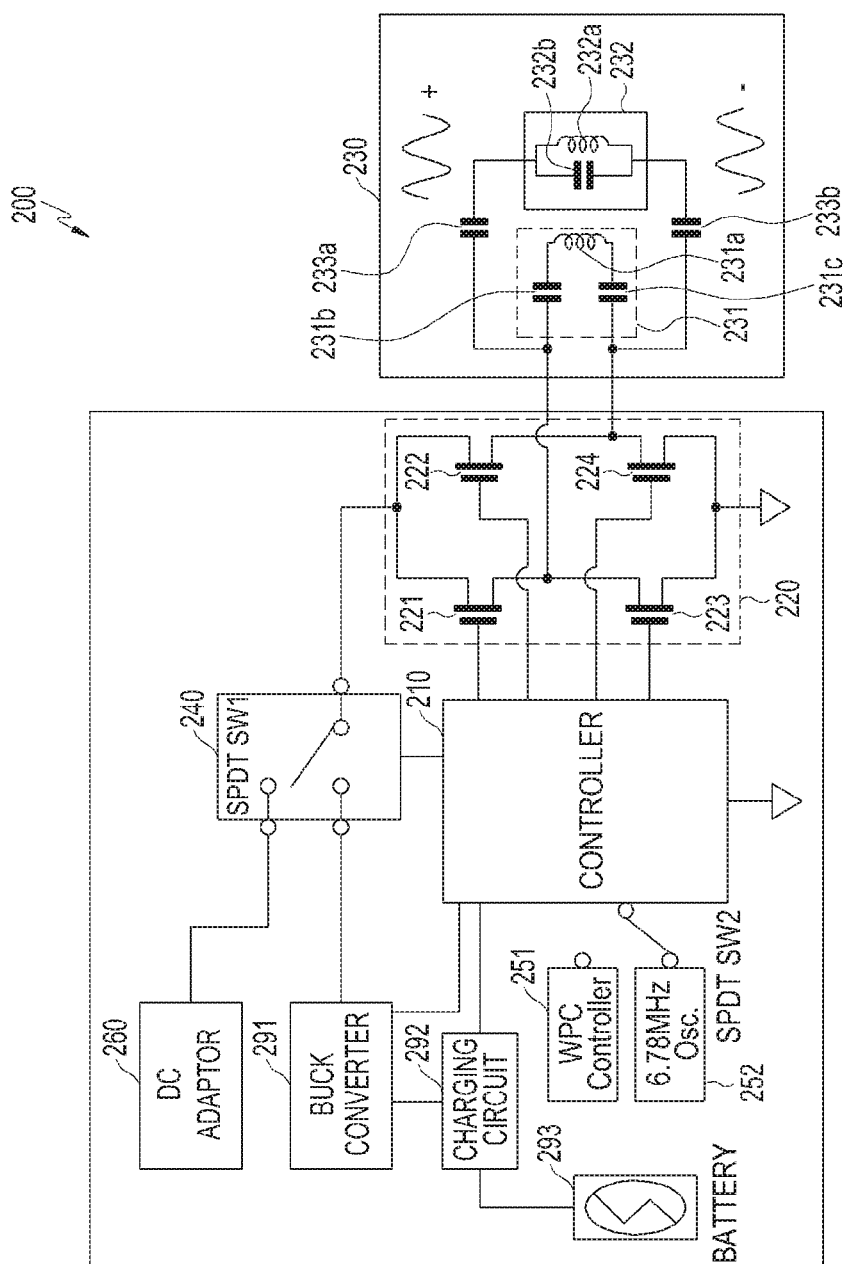 200
260
DC
ADAPTOR
291
BUCK
CONVERTER
292
CHARGING
CIRCUIT
293
BATTERY
240
SPDT SW1
210
CONTROLLER
251
WPC
Controller
6.78MHz
Osc.
252
SPDT SW2
221
222
223
224
220
230
233a
231b
232b
232a
232
+
-
233b
231a
231c
231